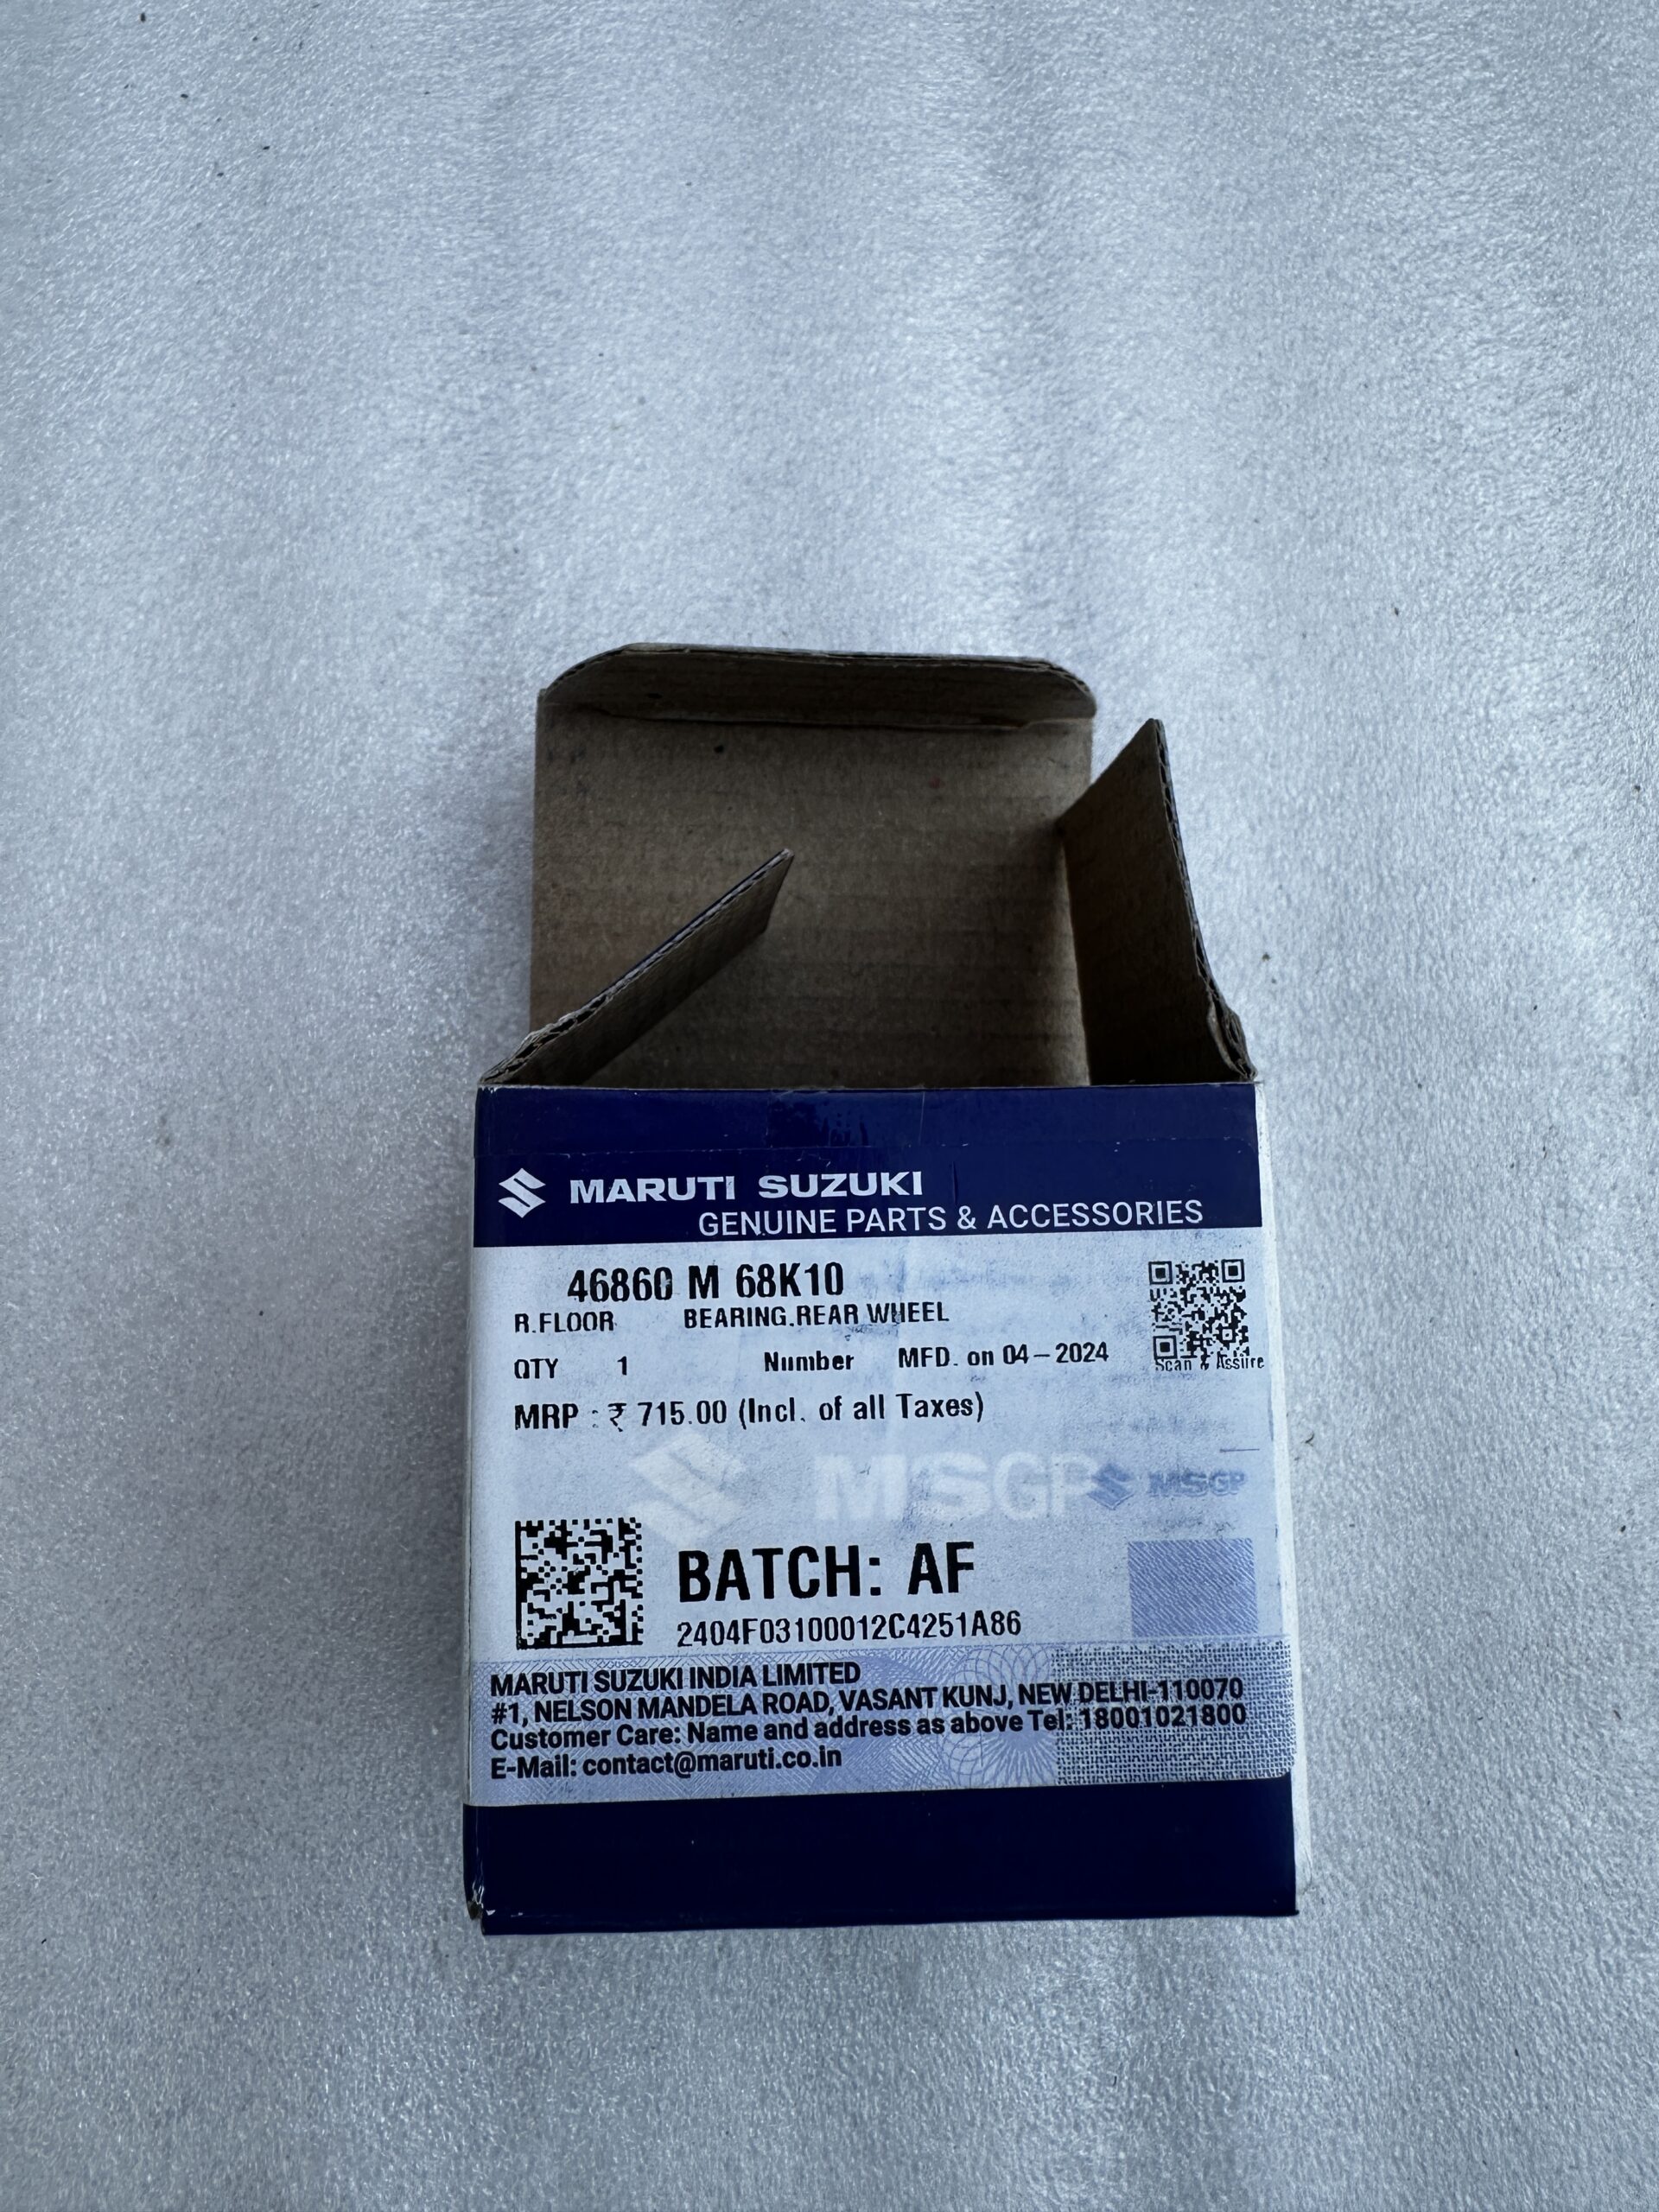 MARUTI SUZUKI
GENUINE PARTS & ACCESSORIES
46860 M 68K10
R.FLOOR BEARING.REAR WHEEL
QTY 1 Number MFD. on 04-2024
Scan & Assure
MRP : ₹ 715.00 (Incl. of all Taxes)
MSGP MSGP
BATCH: AF
2404F03100012C4251A86
MARUTI SUZUKI INDIA LIMITED
#1, NELSON MANDELA ROAD, VASANT KUNJ, NEW DELHI-110070
Customer Care: Name and address as above Tel: 18001021800
E-Mail: contact@maruti.co.in